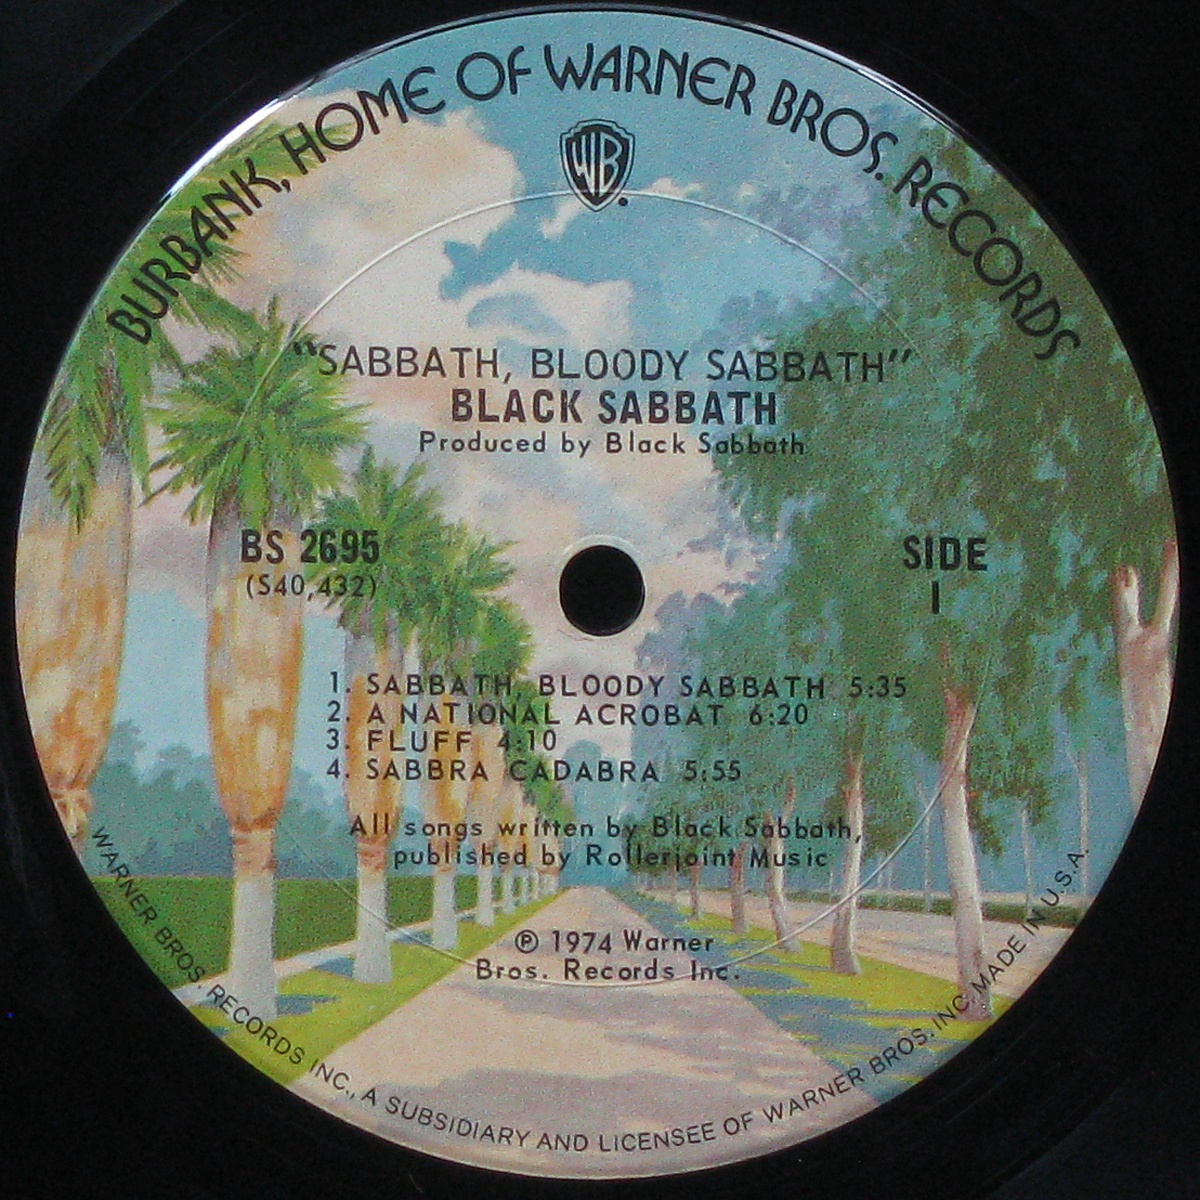 BURBANK, HOME OF WARNER BROS. RECORDS
WB
"SABBATH, BLOODY SABBATH"
BLACK SABBATH
Produced by Black Sabbath
BS 2695
(S40,432)
SIDE
1
1. SABBATH, BLOODY SABBATH 5:35
2. A NATIONAL ACROBAT 6:20
3. FLUFF 4:10
4. SABBRA CADABRA 5:55
All songs written by Black Sabbath,
published by Rollerjoint Music
℗ 1974 Warner
Bros. Records Inc.
WARNER BROS. RECORDS INC., A SUBSIDIARY AND LICENSEE OF WARNER BROS. INC. MADE IN U.S.A.